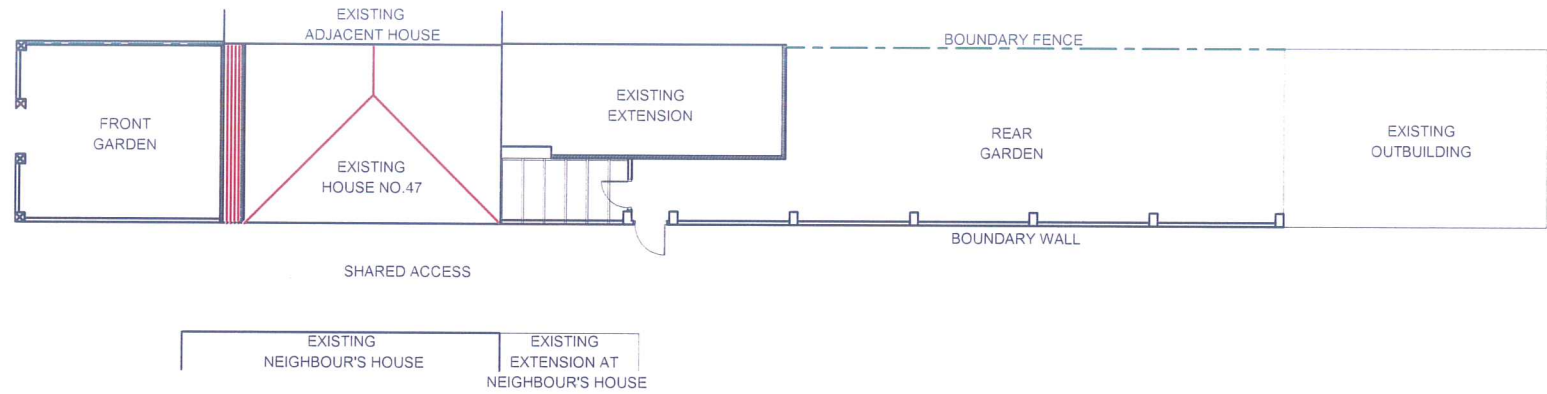 EXISTING
ADJACENT HOUSE
BOUNDARY FENCE
FRONT
GARDEN
EXISTING
HOUSE NO.47
EXISTING
EXTENSION
REAR
GARDEN
EXISTING
OUTBUILDING
BOUNDARY WALL
SHARED ACCESS
EXISTING
NEIGHBOUR'S HOUSE
EXISTING
EXTENSION AT
NEIGHBOUR'S HOUSE